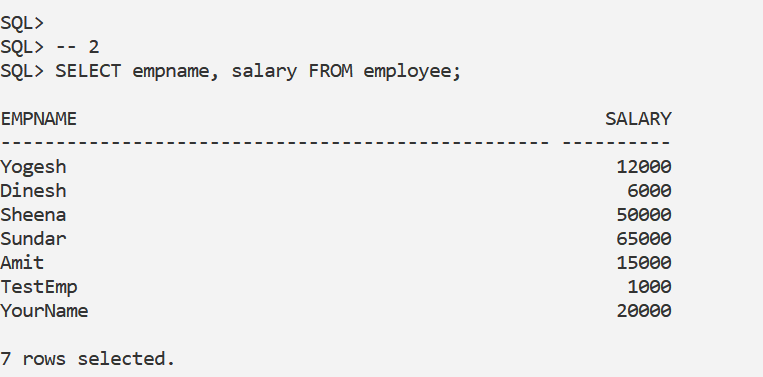 SQL>
SQL> -- 2
SQL> SELECT empname, salary FROM employee;
EMPNAME                                                SALARY
-------------------------------------------------- ----------
Yogesh                                                  12000
Dinesh                                                   6000
Sheena                                                  50000
Sundar                                                  65000
Amit                                                    15000
TestEmp                                                  1000
YourName                                                20000
7 rows selected.